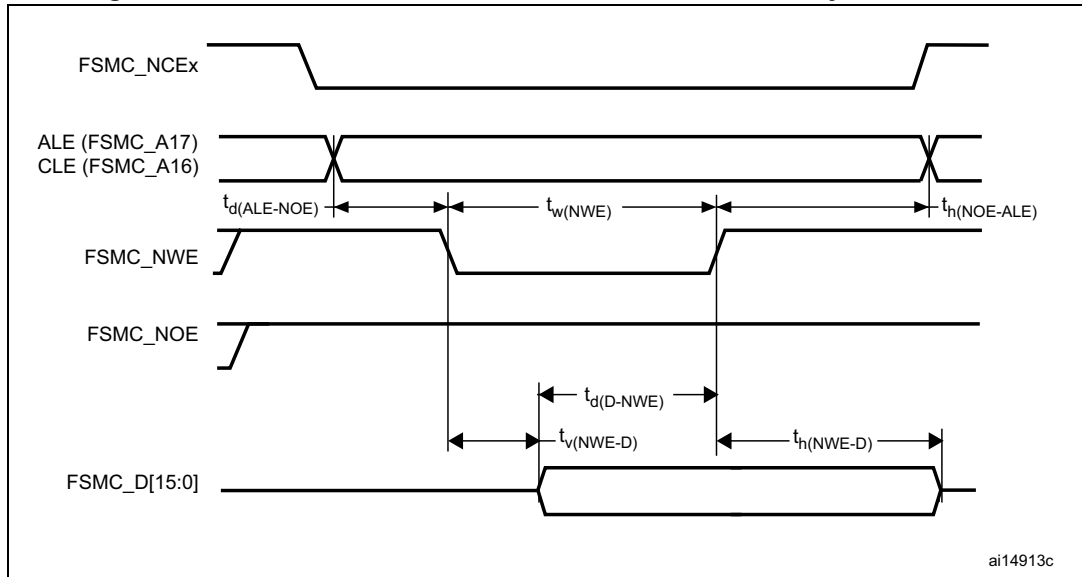 FSMC_NCEx
ALE (FSMC_A17)
CLE (FSMC_A16)
td(ALE-NOE)
tw(NWE)
th(NOE-ALE)
FSMC_NWE
FSMC_NOE
td(D-NWE)
tv(NWE-D)
th(NWE-D)
FSMC_D[15:0]
ai14913c